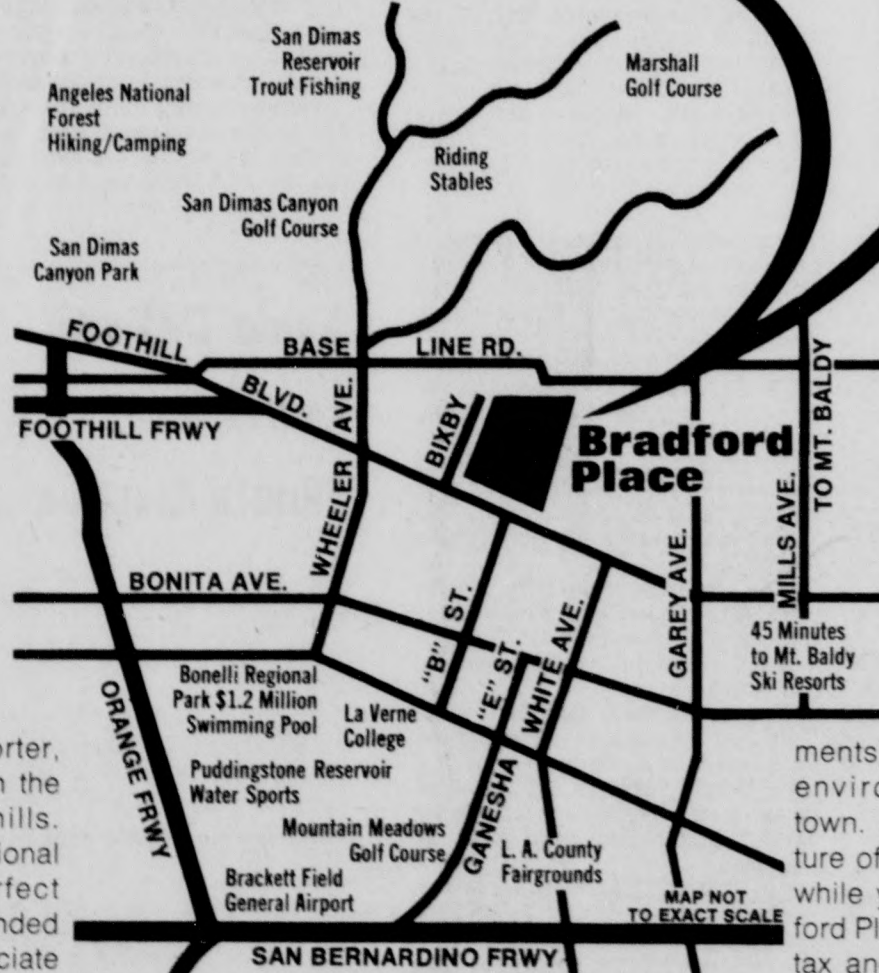 San Dimas
Reservoir
Trout Fishing
Marshall
Golf Course
Angeles National
Forest
Hiking/Camping
Riding
Stables
San Dimas Canyon
Golf Course
San Dimas
Canyon Park
FOOTHILL BLVD.
BASE LINE RD.
FOOTHILL FRWY
WHEELER AVE.
BIXBY
Bradford
Place
TO MT. BALDY
MILLS AVE.
GAREY AVE.
BONITA AVE.
"B" ST.
"E" ST.
WHITE AVE.
45 Minutes
to Mt. Baldy
Ski Resorts
Bonelli Regional
Park $1.2 Million
Swimming Pool
La Verne
College
ORANGE FRWY
Puddingstone Reservoir
Water Sports
Mountain Meadows
Golf Course
GANESHA
L. A. County
Fairgrounds
Brackett Field
General Airport
MAP NOT
TO EXACT SCALE
SAN BERNARDINO FRWY
orter,
n the
hills.
ional
rfect
nded
ciate
ments
enviro
town.
ture of
while y
ford Pl
tax an